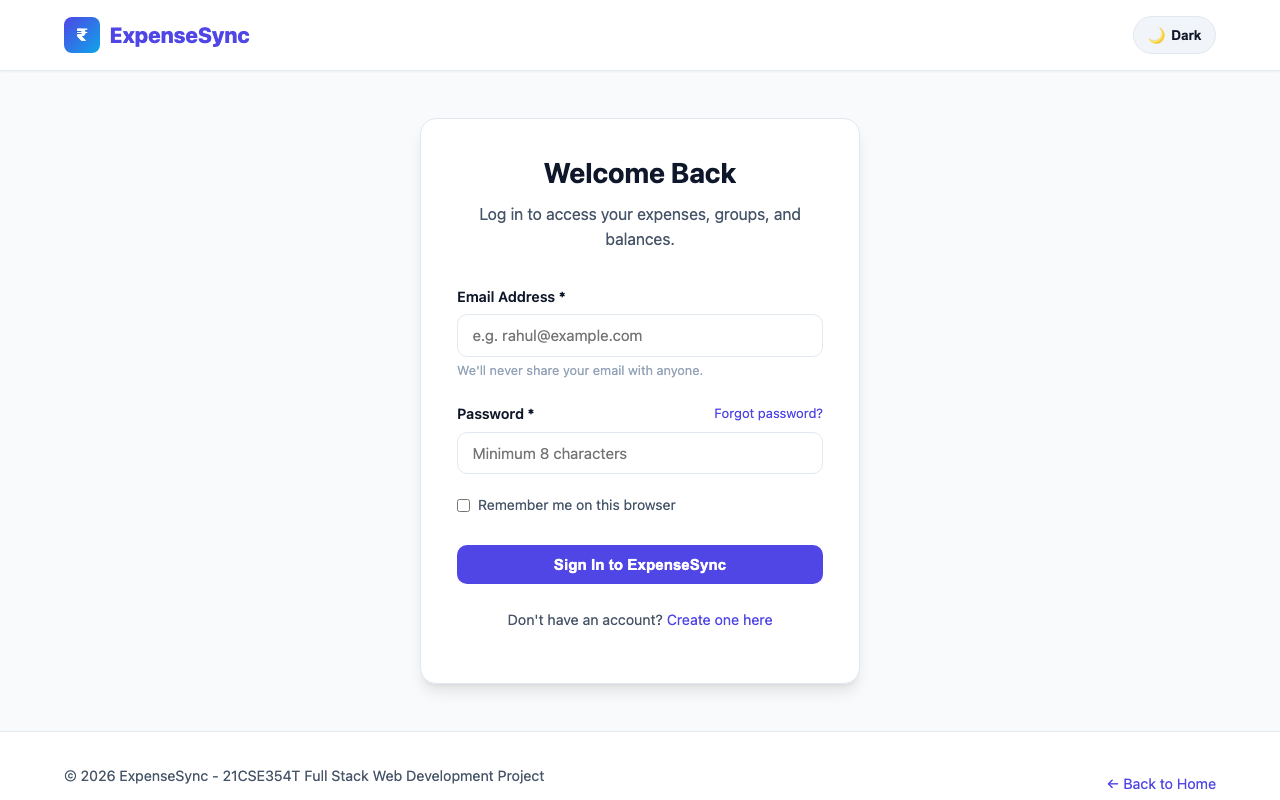 ₹ ExpenseSync
🌙 Dark
Welcome Back
Log in to access your expenses, groups, and
balances.
Email Address *
e.g. rahul@example.com
We'll never share your email with anyone.
Password * Forgot password?
Minimum 8 characters
Remember me on this browser
Sign In to ExpenseSync
Don't have an account? Create one here
© 2026 ExpenseSync - 21CSE354T Full Stack Web Development Project
← Back to Home